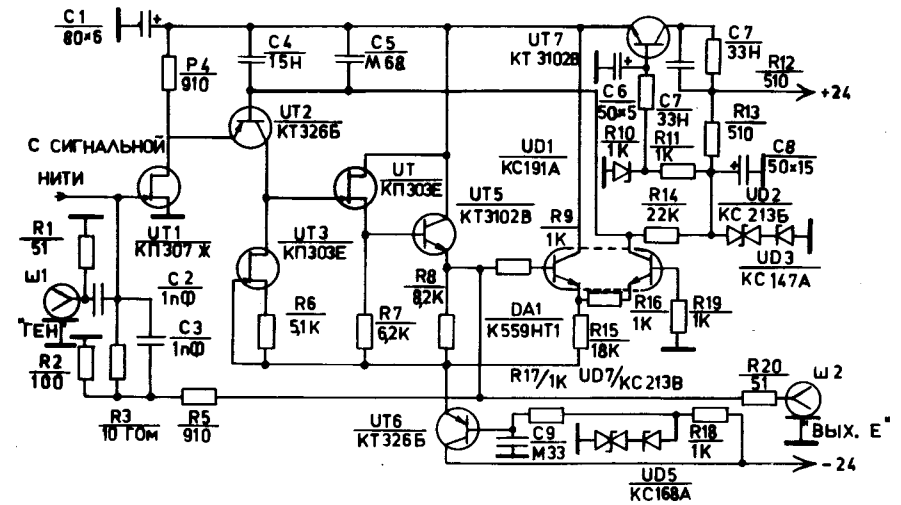 C1
80×6
P4
910
C4
15Н
C5
М68
UT7
КТ3102В
C7
33Н
R12
510
+24
C6
50×5
C7
33Н
R13
510
UT2
КТ326Б
UD1
КС191А
R10
1К
R11
1К
C8
50×15
С СИГНАЛЬНОЙ
НИТИ
UT
КП303Е
UT5
КТ3102В
R9
1К
R14
22К
UD2
КС213Б
UD3
КС147А
R1
51
UT1
КП307Ж
UT3
КП303Е
Ш1
"ГЕН"
C2
1пФ
C3
1пФ
R6
5,1К
R7
6,2К
R8
8,2К
DA1
К559НТ1
R16
1К
R19
1К
R15
18К
R2
100
R3
10 ГОм
R5
910
R17/1К
UD7/КС213В
R20
51
Ш2
"ВЫХ. Е"
UT6
КТ326Б
C9
М33
R18
1К
UD5
КС168А
-24